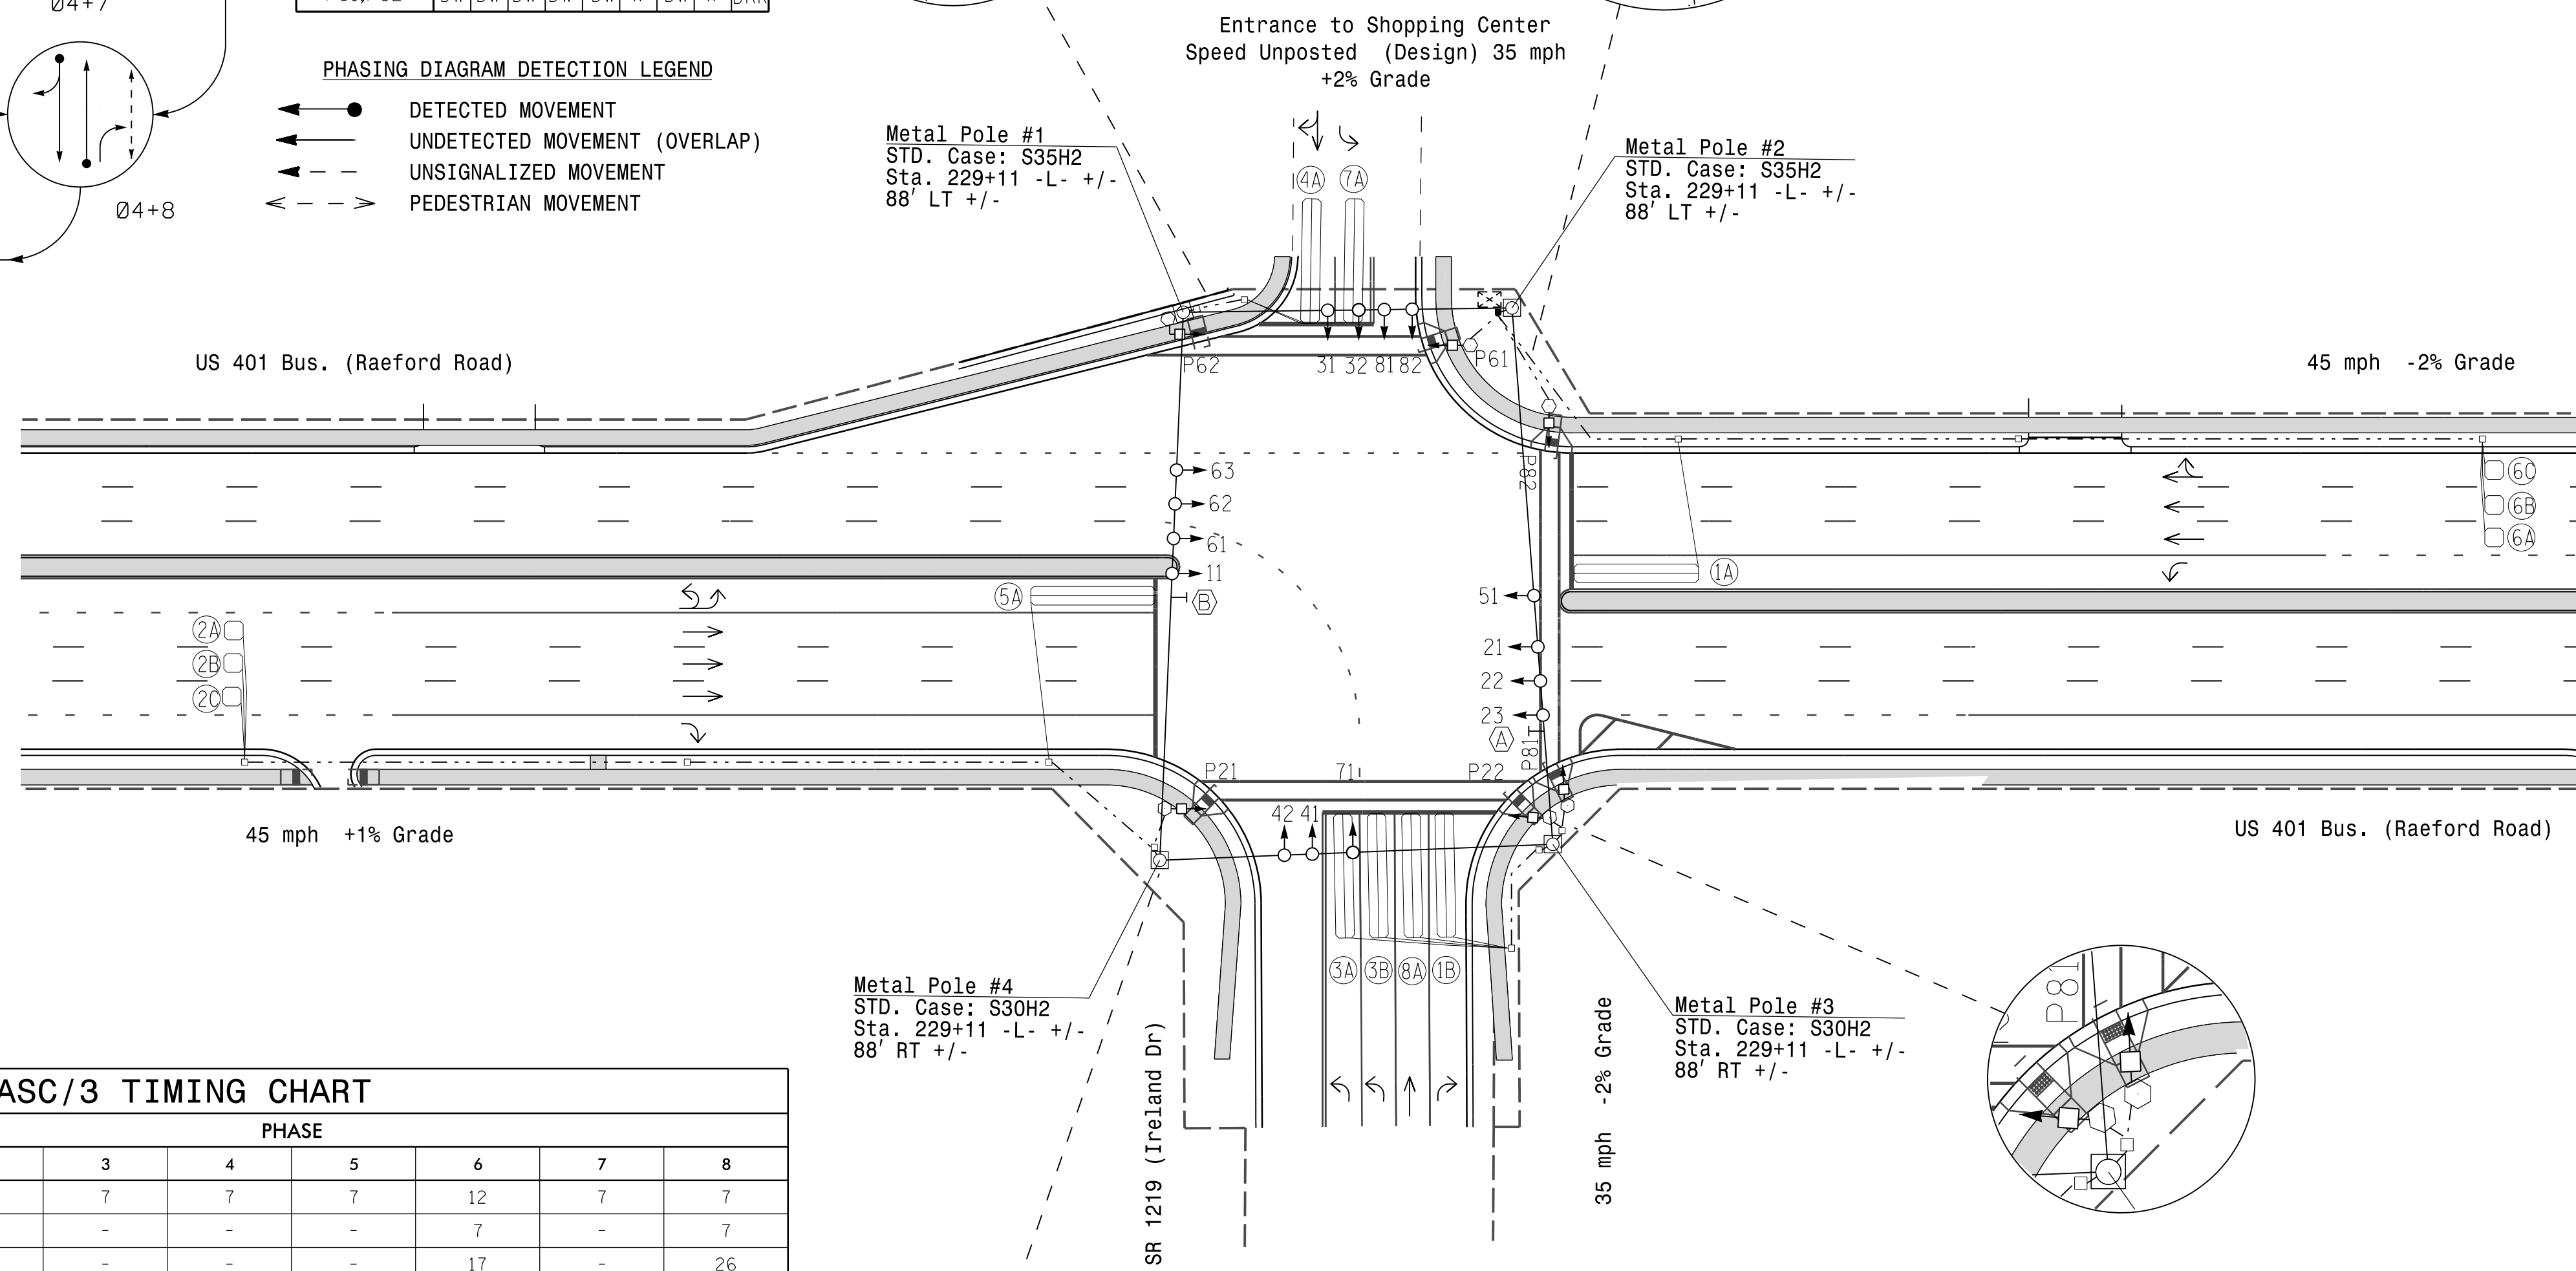 Ø4+7
PHASING DIAGRAM DETECTION LEGEND
DETECTED MOVEMENT
UNDETECTED MOVEMENT (OVERLAP)
UNSIGNALIZED MOVEMENT
PEDESTRIAN MOVEMENT
Ø4+8
Entrance to Shopping Center
Speed Unposted (Design) 35 mph
+2% Grade
Metal Pole #1
STD. Case: S35H2
Sta. 229+11 -L- +/-
88' LT +/-
Metal Pole #2
STD. Case: S35H2
Sta. 229+11 -L- +/-
88' LT +/-
4A 7A
US 401 Bus. (Raeford Road)
P62 31 32 81 82 P61
45 mph -2% Grade
P82
63
62
61
11
B
6C
6B
6A
1A
5A
51
2A
2B
2C
21
22
23
A
P81
P21 71 P22
42 41
45 mph +1% Grade
US 401 Bus. (Raeford Road)
3A 3B 8A 1B
Metal Pole #4
STD. Case: S30H2
Sta. 229+11 -L- +/-
88' RT +/-
Metal Pole #3
STD. Case: S30H2
Sta. 229+11 -L- +/-
88' RT +/-
SR 1219 (Ireland Dr)
35 mph -2% Grade
P81
ASC/3 TIMING CHART
PHASE
3 4 5 6 7 8
7 7 7 12 7 7
- - - 7 - 7
- - - 17 - 26